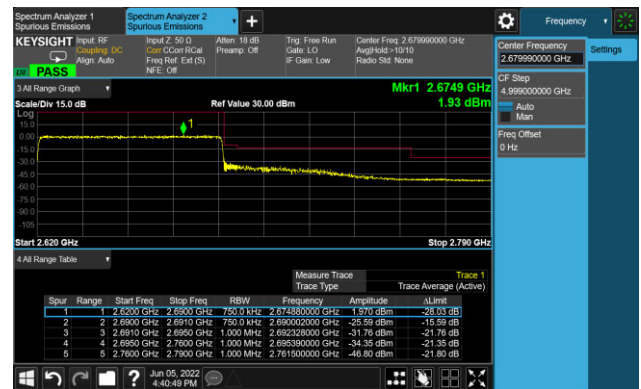 Spectrum Analyzer 1
Spurious Emissions
Spectrum Analyzer 2
Spurious Emissions
Frequency
KEYSIGHT
Input: RF
Coupling: DC
Align: Auto
Input Z: 50 Ω
Corr CCorr RCal
Freq Ref: Ext (S)
NFE: Off
Atten: 18 dB
Preamp: Off
Trig: Free Run
Gate: LO
IF Gain: Low
Center Freq: 2.679990000 GHz
Avg|Hold:>10/10
Radio Std: None
PASS
Center Frequency
2.679990000 GHz
Settings
CF Step
4.999000000 GHz
Auto
Man
Freq Offset
0 Hz
3 All Range Graph
Mkr1 2.6749 GHz
Scale/Div 15.0 dB
Ref Value 30.00 dBm
1.93 dBm
Log
15.0
0.00
-15.0
-30.0
-45.0
-60.0
-75.0
-90.0
-105
1
Start 2.620 GHz
Stop 2.790 GHz
4 All Range Table
Measure Trace Trace 1
Trace Type Trace Average (Active)
Spur Range Start Freq Stop Freq RBW Frequency Amplitude ΔLimit
1 1 2.6200 GHz 2.6900 GHz 750.0 kHz 2.674880000 GHz 1.970 dBm -28.03 dB
2 2 2.6900 GHz 2.6910 GHz 750.0 kHz 2.690002000 GHz -25.59 dBm -15.59 dB
3 3 2.6910 GHz 2.6950 GHz 1.000 MHz 2.692328000 GHz -31.76 dBm -21.76 dB
4 4 2.6950 GHz 2.7600 GHz 1.000 MHz 2.695390000 GHz -34.35 dBm -21.35 dB
5 5 2.7600 GHz 2.7900 GHz 1.000 MHz 2.761500000 GHz -46.80 dBm -21.80 dB
Jun 05, 2022
4:40:49 PM